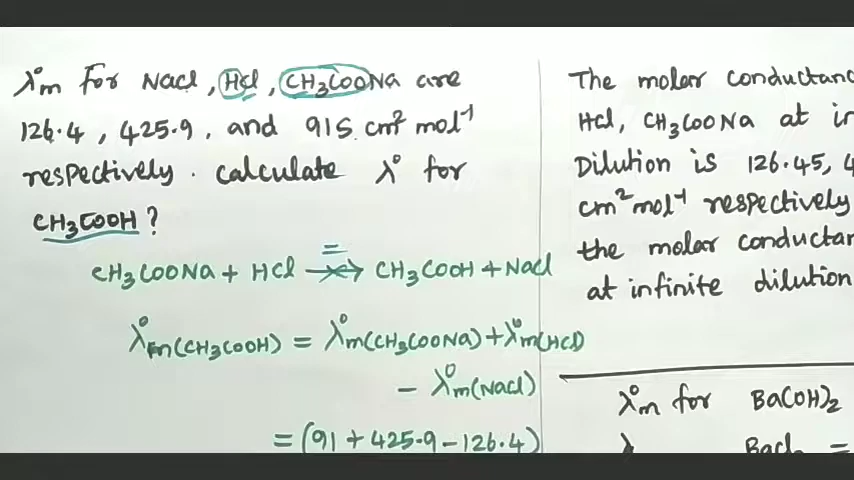 λ°m for Nacl, Hcl, CH₃COONa are
126.4, 425.9, and 91S cm² mol⁻¹
respectively. calculate λ° for
CH₃COOH?
CH₃COONa + HCl ⟶ CH₃COOH + Nacl
λ°m(CH₃COOH) = λ°m(CH₃COONa) + λ°m(HCl)
− λ°m(Nacl)
= (91 + 425.9 − 126.4)
The molar conductanc
HCl, CH₃COONa at in
Dilution is 126.45, 4
cm² mol⁻¹ respectively
the molar conductan
at infinite dilution
λ°m for Ba(OH)₂